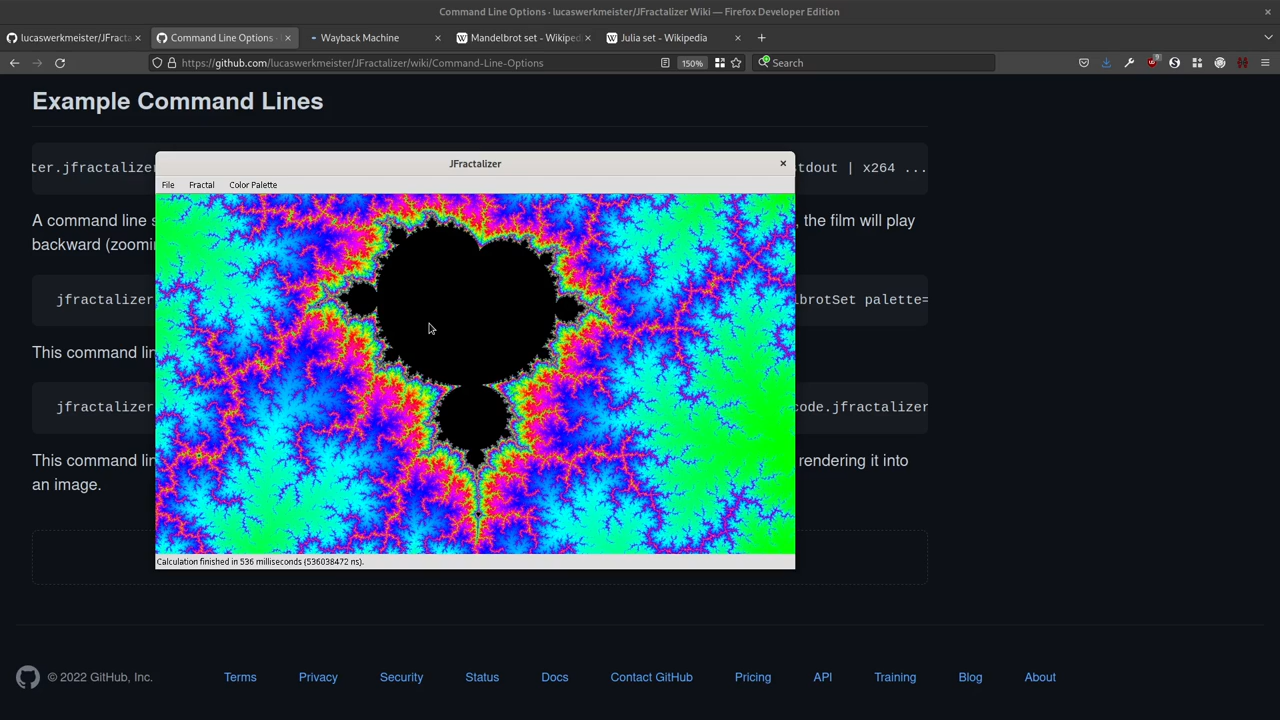 Command Line Options · lucaswerkmeister/JFractalizer Wiki — Firefox Developer Edition
lucaswerkmeister/JFracta
Command Line Options ·
Wayback Machine
Mandelbrot set - Wikiped
Julia set - Wikipedia
https://github.com/lucaswerkmeister/JFractalizer/wiki/Command-Line-Options
150%
Search
Example Command Lines
ter.jfractalizer
tdout | x264 ...
JFractalizer
File Fractal Color Palette
A command line s
, the film will play
backward (zoomin
jfractalizer
lbrotSet palette=
This command lin
jfractalizer
code.jfractalizer
This command lin
rendering it into
an image.
Calculation finished in 536 milliseconds (536038472 ns).
© 2022 GitHub, Inc.
Terms
Privacy
Security
Status
Docs
Contact GitHub
Pricing
API
Training
Blog
About